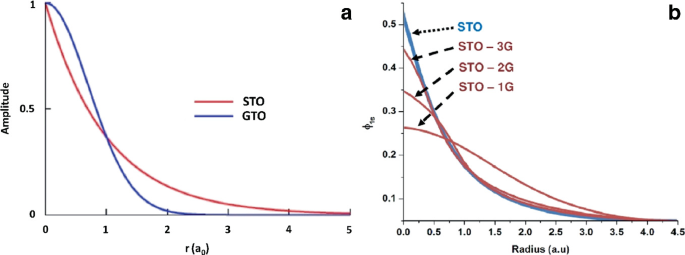 a
1
0.5
0
Amplitude
STO
GTO
0
1
2
3
4
5
r (a₀)
b
0.5
0.4
0.3
0.2
0.1
ϕ1s
STO
STO – 3G
STO – 2G
STO – 1G
0.0
0.5
1.0
1.5
2.0
2.5
3.0
3.5
4.0
4.5
Radius (a.u)